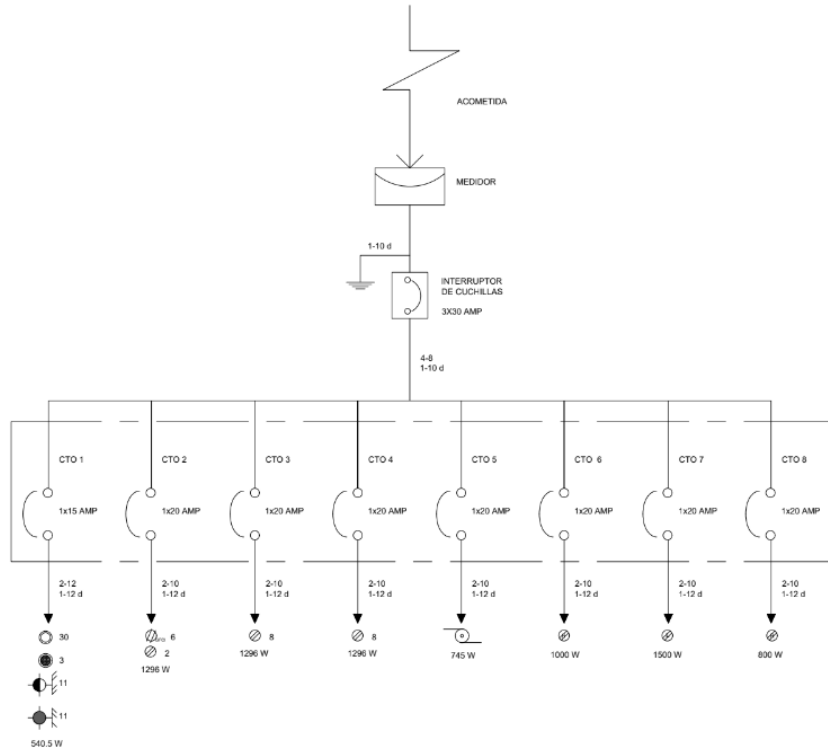 ACOMETIDA
MEDIDOR
1-10 d
INTERRUPTOR
DE CUCHILLAS
3X30 AMP
4-8
1-10 d
CTO 1
CTO 2
CTO 3
CTO 4
CTO 5
CTO 6
CTO 7
CTO 8
1x15 AMP
1x20 AMP
1x20 AMP
1x20 AMP
1x20 AMP
1x20 AMP
1x20 AMP
1x20 AMP
2-12
1-12 d
2-10
1-12 d
2-10
1-12 d
2-10
1-12 d
2-10
1-12 d
2-10
1-12 d
2-10
1-12 d
2-10
1-12 d
30
3
11
11
540.5 W
6
2
1296 W
8
1296 W
8
1296 W
745 W
1000 W
1500 W
800 W